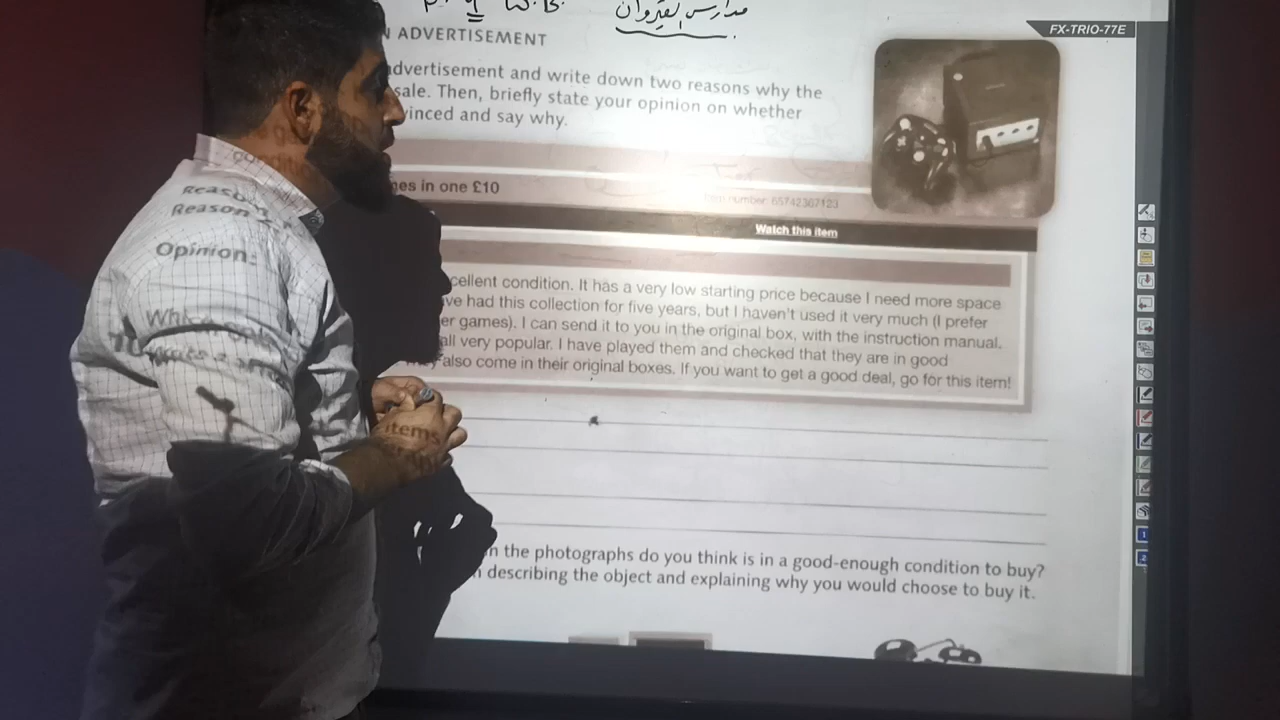 P. 9 W.B.
مدارس القيروان
FX-TRIO-77E
ADVERTISEMENT
dvertisement and write down two reasons why the
sale. Then, briefly state your opinion on whether
vinced and say why.
Reason
Reason
Opinion:
nes in one £10
number: 65742367123
Watch this item
cellent condition. It has a very low starting price because I need more space
ve had this collection for five years, but I haven't used it very much (I prefer
er games). I can send it to you in the original box, with the instruction manual.
all very popular. I have played them and checked that they are in good
also come in their original boxes. If you want to get a good deal, go for this item!
items
n the photographs do you think is in a good-enough condition to buy?
n describing the object and explaining why you would choose to buy it.